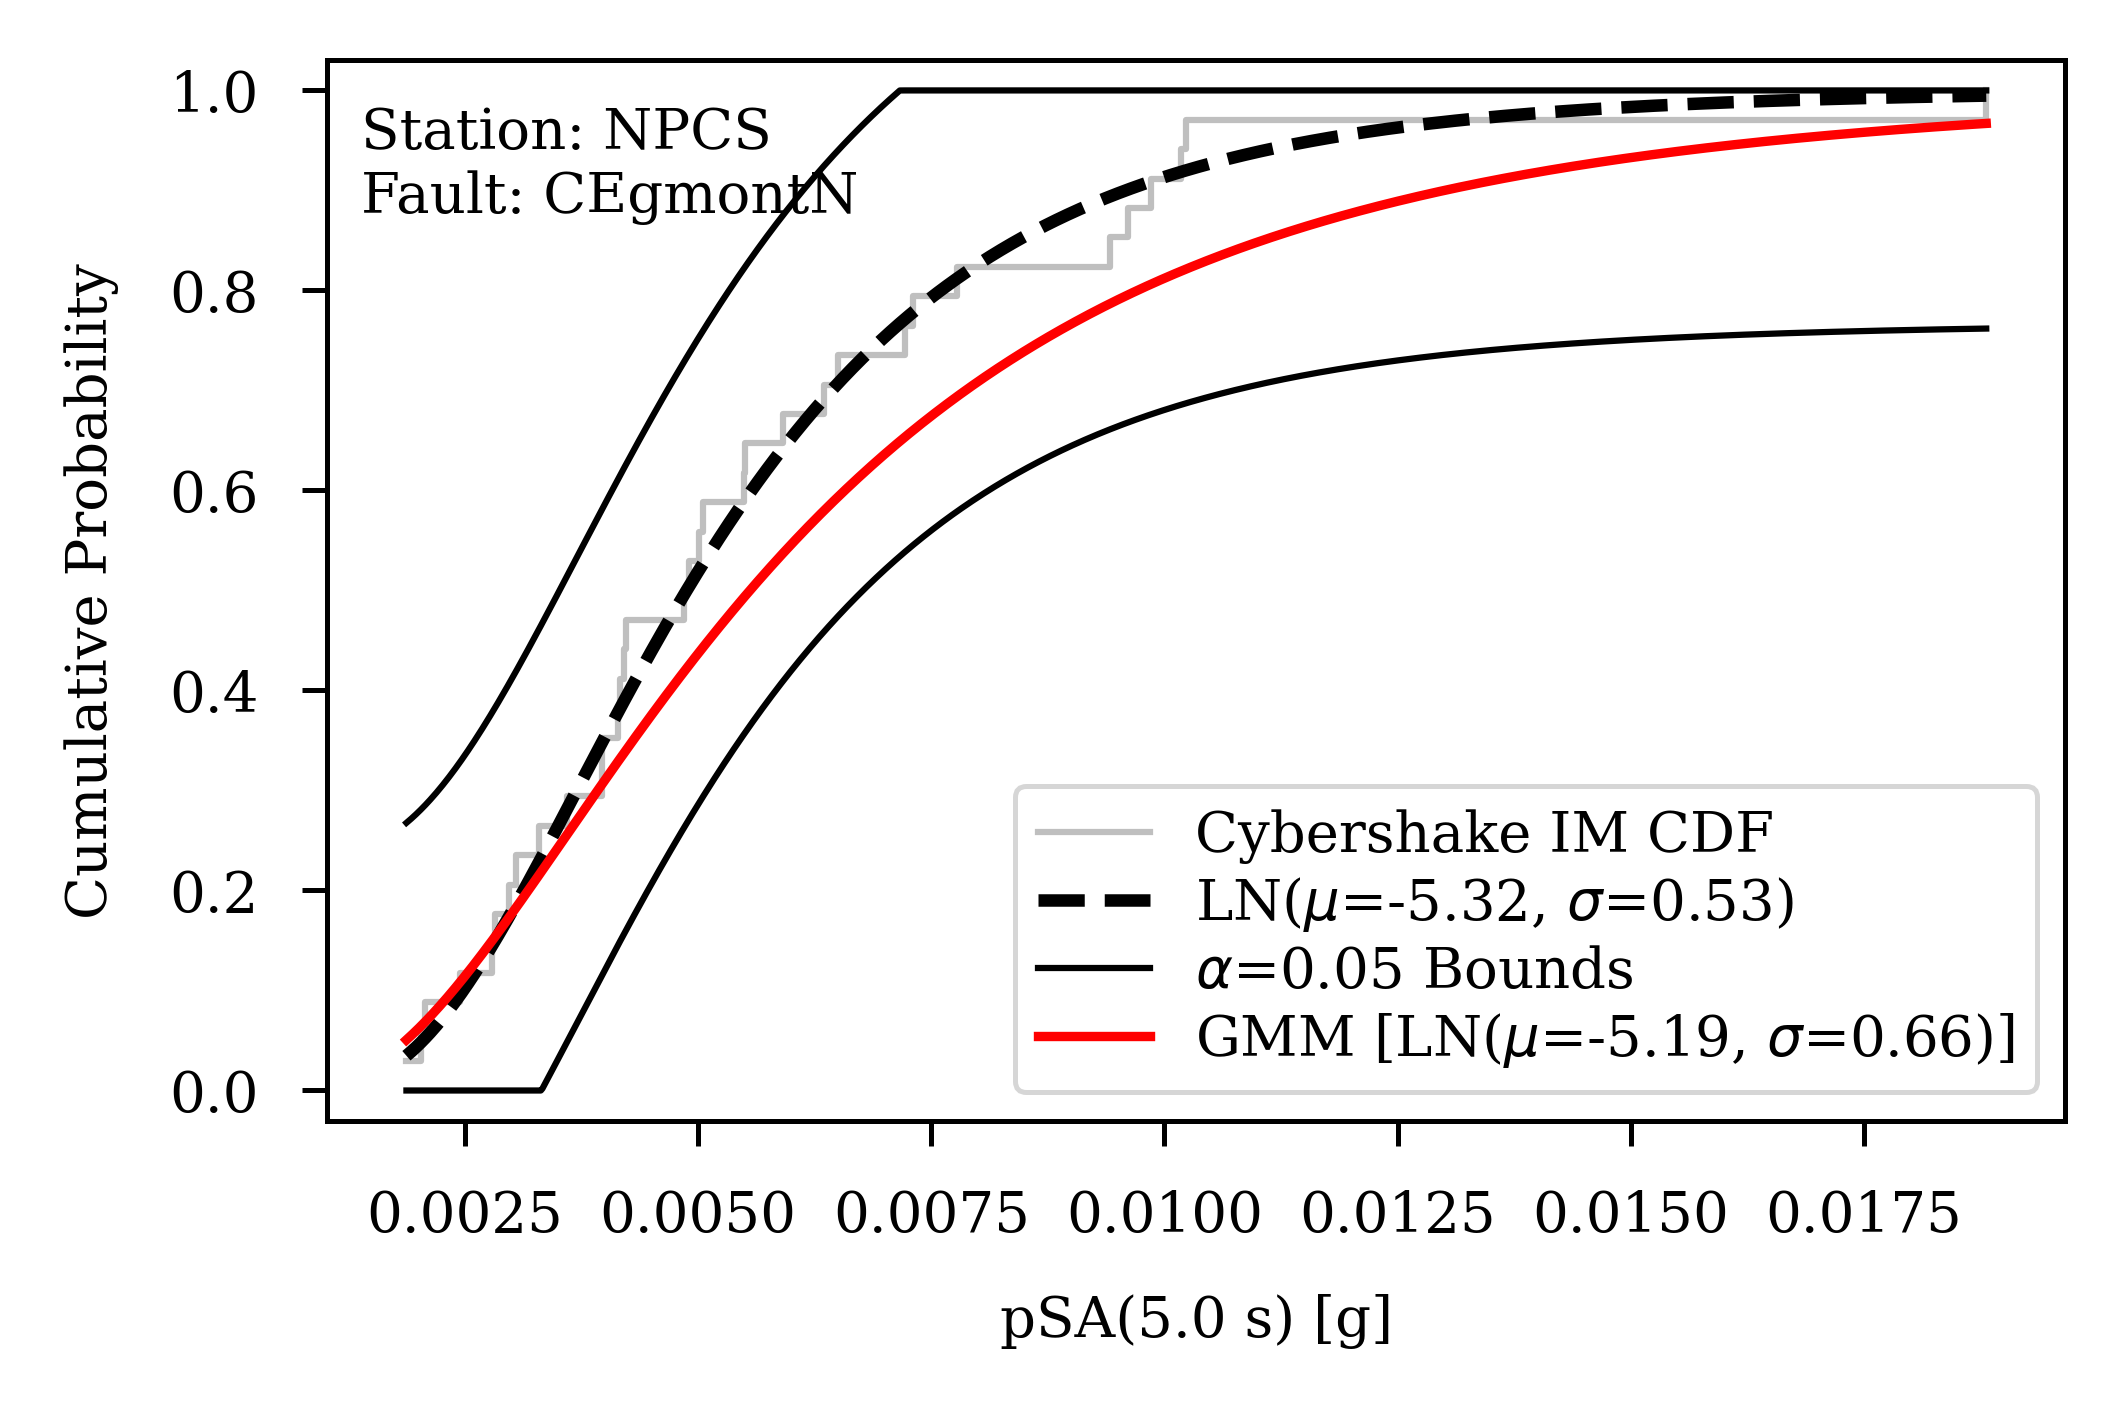 Station: NPCS
Fault: CEgmontN
Cumulative Probability
1.0
0.8
0.6
0.4
0.2
0.0
Cybershake IM CDF
LN(μ=-5.32, σ=0.53)
α=0.05 Bounds
GMM [LN(μ=-5.19, σ=0.66)]
0.0025 0.0050 0.0075 0.0100 0.0125 0.0150 0.0175
pSA(5.0 s) [g]